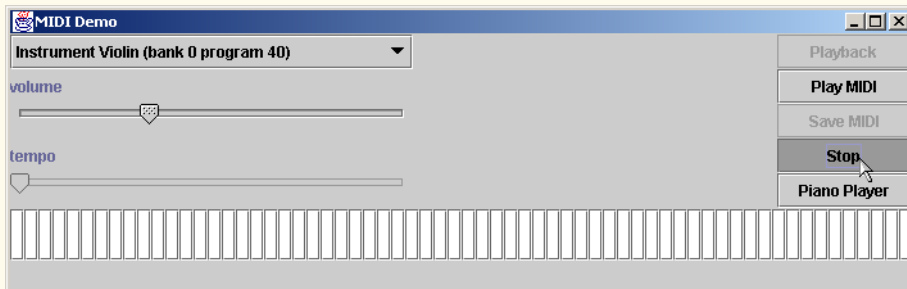 MIDI Demo
Instrument Violin (bank 0 program 40)
Playback
volume
Play MIDI
Save MIDI
tempo
Stop
Piano Player